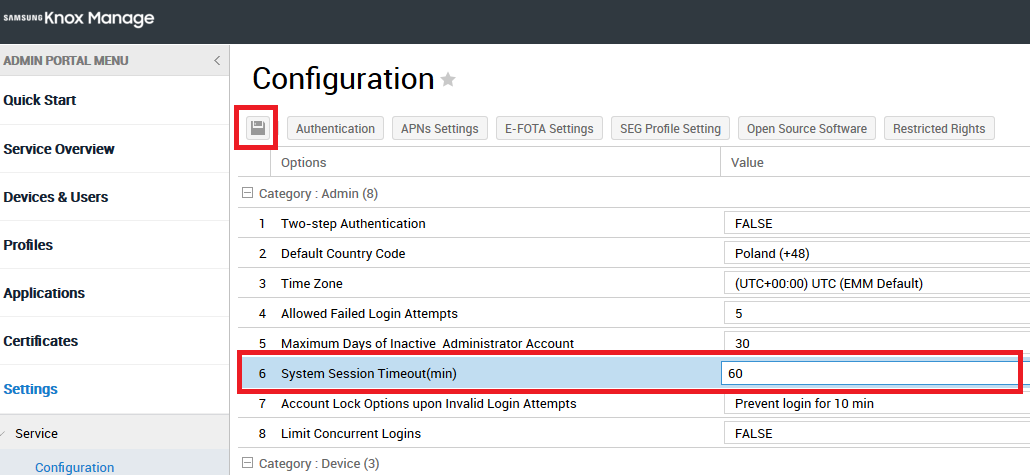 SAMSUNG Knox Manage
ADMIN PORTAL MENU
Quick Start
Service Overview
Devices & Users
Profiles
Applications
Certificates
Settings
Service
Configuration
Configuration
Authentication APNs Settings E-FOTA Settings SEG Profile Setting Open Source Software Restricted Rights
Options Value
Category : Admin (8)
1 Two-step Authentication FALSE
2 Default Country Code Poland (+48)
3 Time Zone (UTC+00:00) UTC (EMM Default)
4 Allowed Failed Login Attempts 5
5 Maximum Days of Inactive Administrator Account 30
6 System Session Timeout(min) 60
7 Account Lock Options upon Invalid Login Attempts Prevent login for 10 min
8 Limit Concurrent Logins FALSE
Category : Device (3)